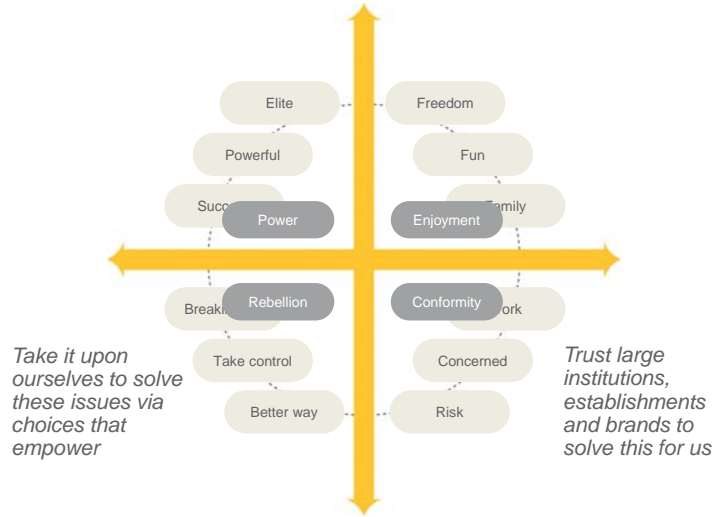 Elite
Freedom
Powerful
Fun
Power
Enjoyment
Rebellion
Conformity
Take control
Concerned
Better way
Risk
Take it upon
ourselves to solve
these issues via
choices that
empower
Trust large
institutions,
establishments
and brands to
solve this for us